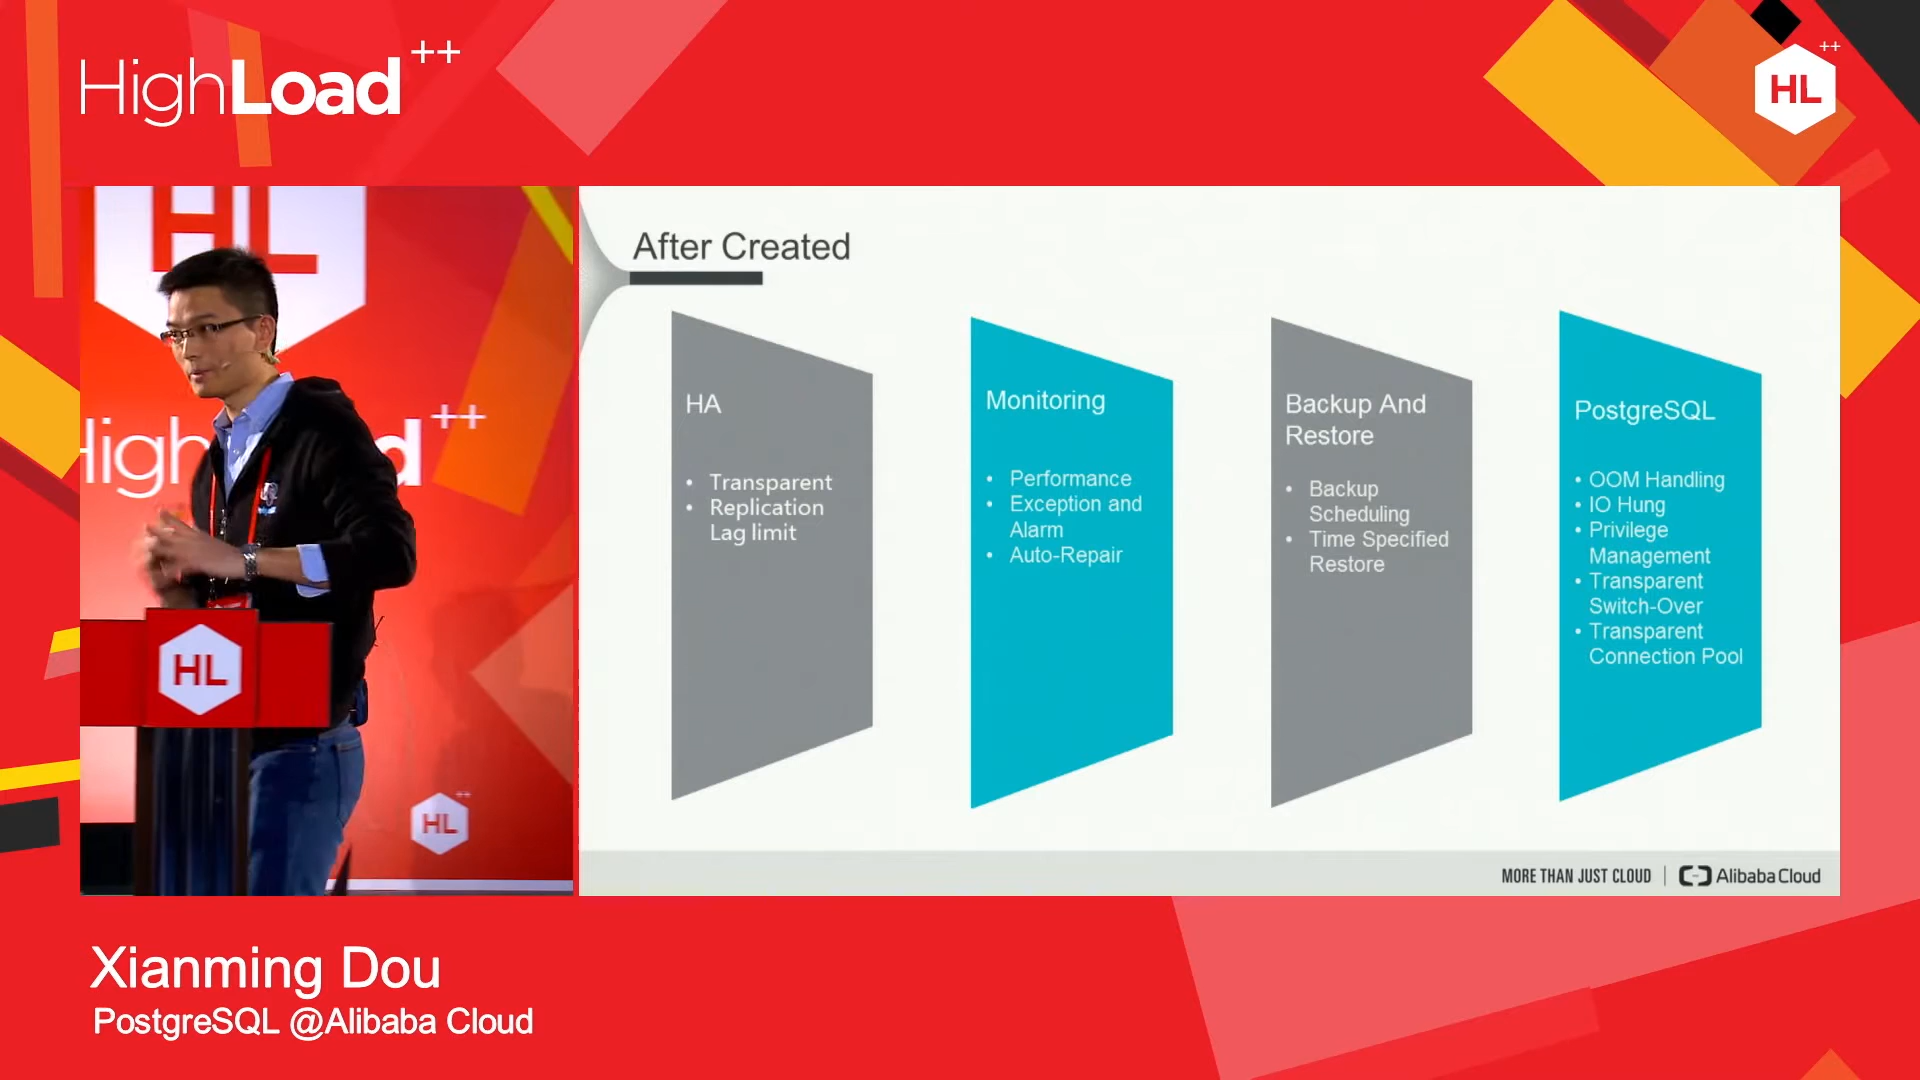 HighLoad++
HL++
HL
HighLoad++
HL
HL++
After Created
HA
• Transparent
• Replication
Lag limit
Monitoring
• Performance
• Exception and
Alarm
• Auto-Repair
Backup And
Restore
• Backup
Scheduling
• Time Specified
Restore
PostgreSQL
• OOM Handling
• IO Hung
• Privilege
Management
• Transparent
Switch-Over
• Transparent
Connection Pool
MORE THAN JUST CLOUD | Alibaba Cloud
Xianming Dou
PostgreSQL @Alibaba Cloud